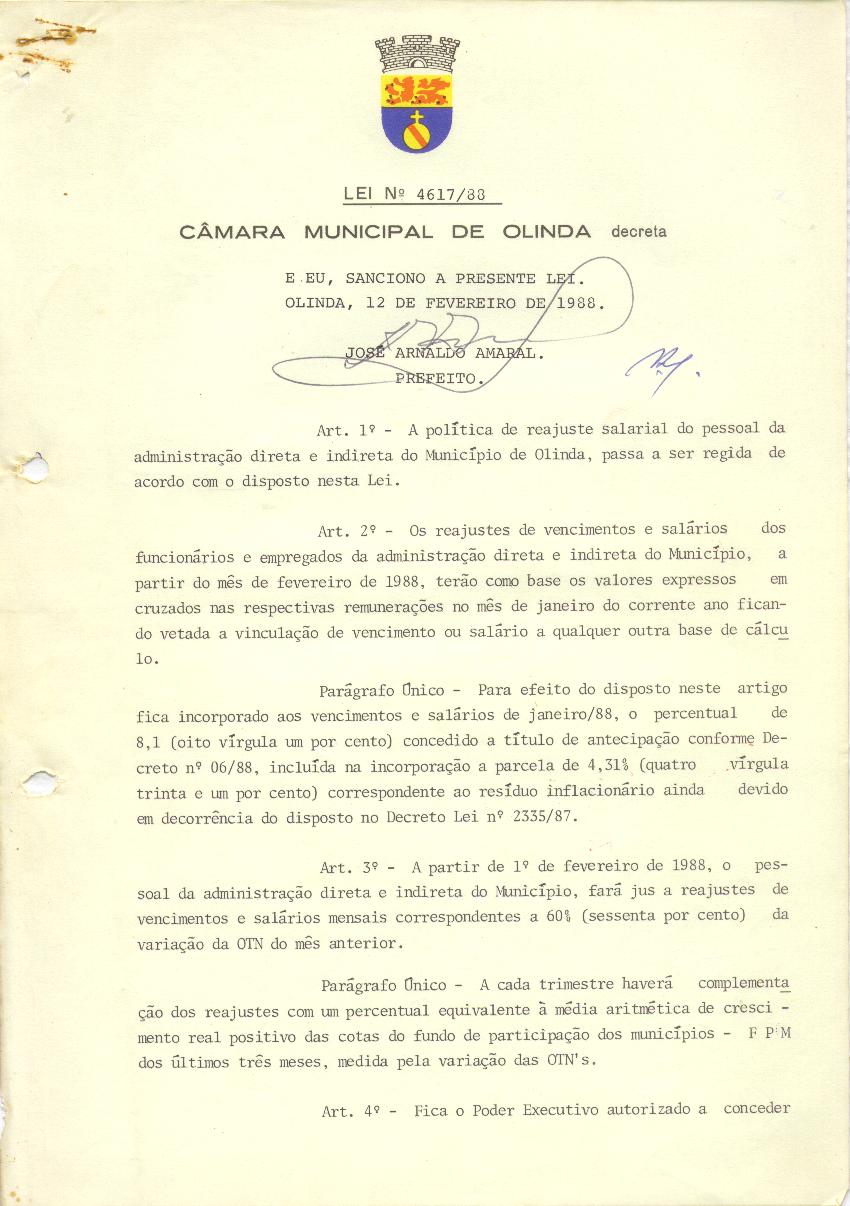 LEI Nº 4617/88
CÂMARA MUNICIPAL DE OLINDA decreta
E EU, SANCIONO A PRESENTE LEI.
OLINDA, 12 DE FEVEREIRO DE 1988.
JOSÉ ARNALDO AMARAL.
PREFEITO.
Art. 1º - A política de reajuste salarial do pessoal da
administração direta e indireta do Município de Olinda, passa a ser regida de
acordo com o disposto nesta Lei.
Art. 2º - Os reajustes de vencimentos e salários dos
funcionários e empregados da administração direta e indireta do Município, a
partir do mês de fevereiro de 1988, terão como base os valores expressos em
cruzados nas respectivas remunerações no mês de janeiro do corrente ano fican-
do vetada a vinculação de vencimento ou salário a qualquer outra base de cálcu
lo.
Parágrafo Único - Para efeito do disposto neste artigo
fica incorporado aos vencimentos e salários de janeiro/88, o percentual de
8,1 (oito vírgula um por cento) concedido a título de antecipação conforme De-
creto nº 06/88, incluída na incorporação a parcela de 4,31% (quatro vírgula
trinta e um por cento) correspondente ao resíduo inflacionário ainda devido
em decorrência do disposto no Decreto Lei nº 2335/87.
Art. 3º - A partir de 1º de fevereiro de 1988, o pes-
soal da administração direta e indireta do Município, fará jus a reajustes de
vencimentos e salários mensais correspondentes a 60% (sessenta por cento) da
variação da OTN do mês anterior.
Parágrafo Único - A cada trimestre haverá complementa
ção dos reajustes com um percentual equivalente à média aritmética de cresci -
mento real positivo das cotas do fundo de participação dos municípios - F P M
dos últimos três meses, medida pela variação das OTN's.
Art. 4º - Fica o Poder Executivo autorizado a conceder